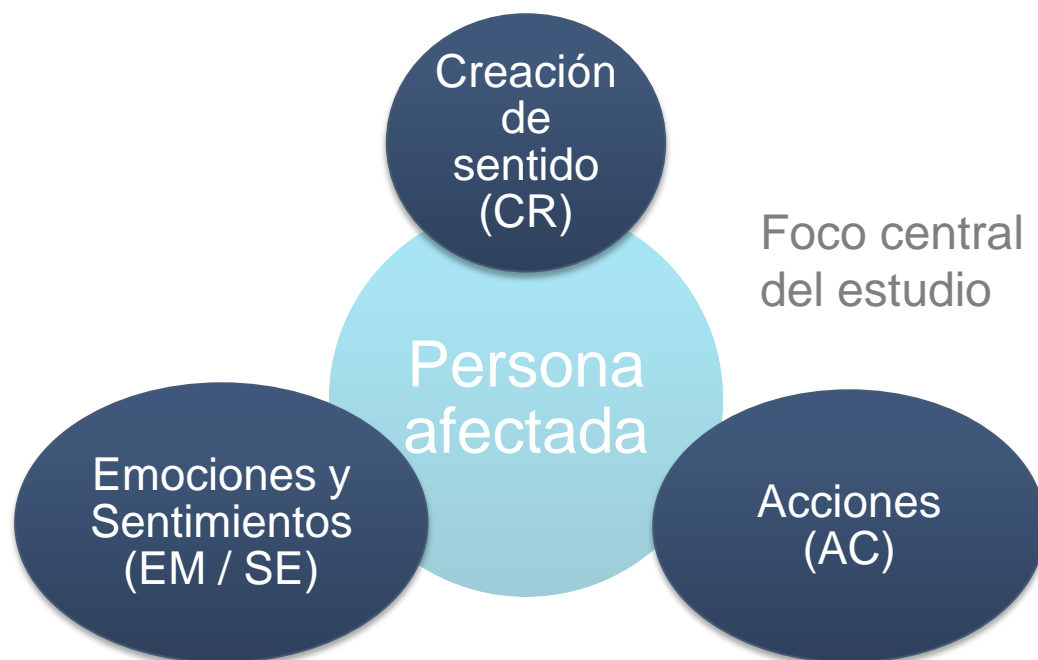 Creación
de
sentido
(CR)
Foco central
del estudio
Persona
afectada
Emociones y
Sentimientos
(EM / SE)
Acciones
(AC)